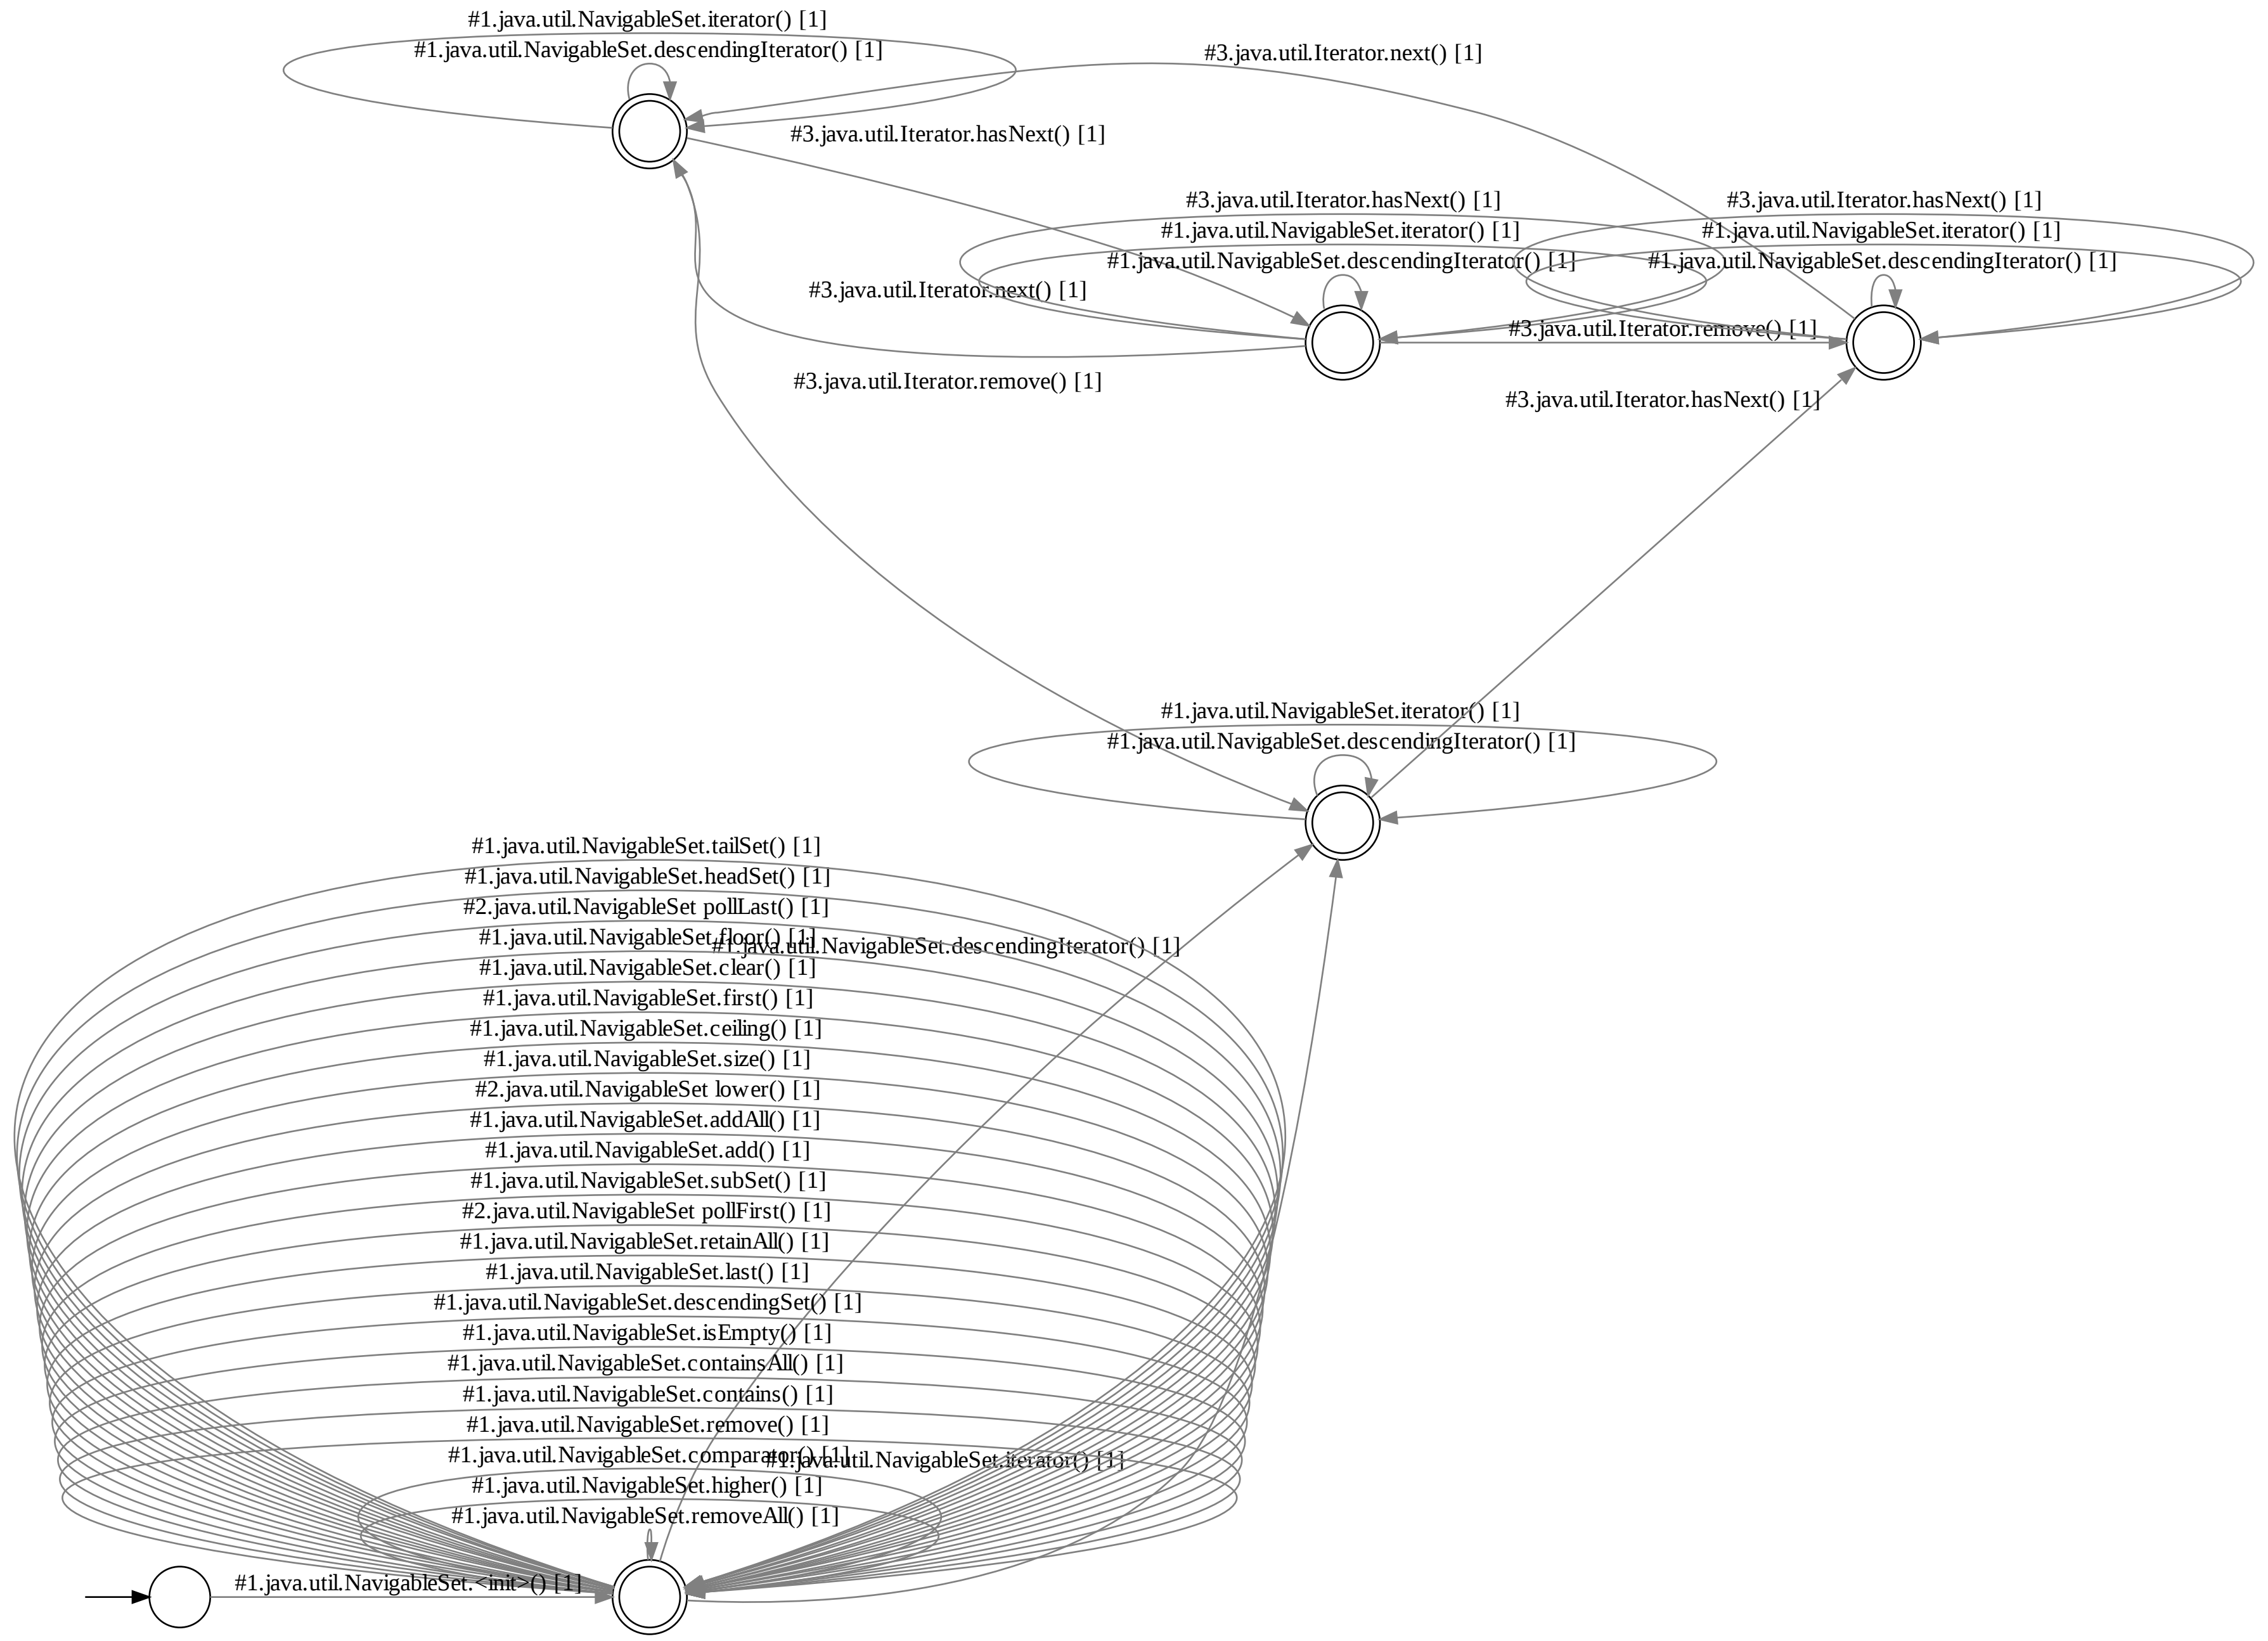 #1.java.util.NavigableSet.iterator() [1]
#1.java.util.NavigableSet.descendingIterator() [1]
#3.java.util.Iterator.next() [1]
#3.java.util.Iterator.hasNext() [1]
#3.java.util.Iterator.hasNext() [1]
#3.java.util.Iterator.hasNext() [1]
#1.java.util.NavigableSet.iterator() [1]
#1.java.util.NavigableSet.iterator() [1]
#1.java.util.NavigableSet.descendingIterator() [1]
#1.java.util.NavigableSet.descendingIterator() [1]
#3.java.util.Iterator.next() [1]
#3.java.util.Iterator.remove() [1]
#3.java.util.Iterator.remove() [1]
#3.java.util.Iterator.hasNext() [1]
#1.java.util.NavigableSet.iterator() [1]
#1.java.util.NavigableSet.descendingIterator() [1]
#1.java.util.NavigableSet.tailSet() [1]
#1.java.util.NavigableSet.headSet() [1]
#2.java.util.NavigableSet pollLast() [1]
#1.java.util.NavigableSet.floor() [1]
#1.java.util.NavigableSet.descendingIterator() [1]
#1.java.util.NavigableSet.clear() [1]
#1.java.util.NavigableSet.first() [1]
#1.java.util.NavigableSet.ceiling() [1]
#1.java.util.NavigableSet.size() [1]
#2.java.util.NavigableSet lower() [1]
#1.java.util.NavigableSet.addAll() [1]
#1.java.util.NavigableSet.add() [1]
#1.java.util.NavigableSet.subSet() [1]
#2.java.util.NavigableSet pollFirst() [1]
#1.java.util.NavigableSet.retainAll() [1]
#1.java.util.NavigableSet.last() [1]
#1.java.util.NavigableSet.descendingSet() [1]
#1.java.util.NavigableSet.isEmpty() [1]
#1.java.util.NavigableSet.containsAll() [1]
#1.java.util.NavigableSet.contains() [1]
#1.java.util.NavigableSet.remove() [1]
#1.java.util.NavigableSet.comparator() [1]
#1.java.util.NavigableSet.iterator() [1]
#1.java.util.NavigableSet.higher() [1]
#1.java.util.NavigableSet.removeAll() [1]
#1.java.util.NavigableSet.&lt;init&gt;() [1]